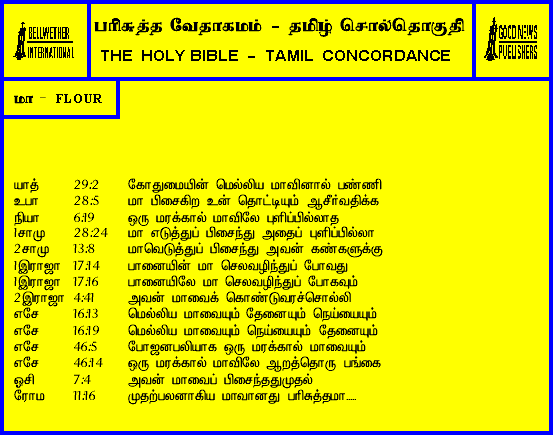 BELLWETHER
INTERNATIONAL
பரிசுத்த வேதாகமம் - தமிழ் சொல்தொகுதி
THE HOLY BIBLE - TAMIL CONCORDANCE
GOOD NEWS
PUBLISHERS
மா - FLOUR
யாத் 29:2 கோதுமையின் மெல்லிய மாவினால் பண்ணி
உபா 28:5 மா பிசைகிற உன் தொட்டியும் ஆசீர்வதிக்க
நியா 6:19 ஒரு மரக்கால் மாவிலே புளிப்பில்லாத
1சாமு 28:24 மா எடுத்துப் பிசைந்து அதைப் புளிப்பில்லா
2சாமு 13:8 மாவெடுத்துப் பிசைந்து அவன் கண்களுக்கு
1இராஜா 17:14 பானையின் மா செலவழிந்துப் போவது
1இராஜா 17:16 பானையிலே மா செலவழிந்துப் போகவும்
2இராஜா 4:41 அவன் மாவைக் கொண்டுவரச்சொல்லி
எசே 16:13 மெல்லிய மாவையும் தேனையும் நெய்யையும்
எசே 16:19 மெல்லிய மாவையும் நெய்யையும் தேனையும்
எசே 46:5 போஜனபலியாக ஒரு மரக்கால் மாவையும்
எசே 46:14 ஒரு மரக்கால் மாவிலே ஆறத்தொரு பங்கை
ஓசி 7:4 அவன் மாவைப் பிசைந்ததுமுதல்
ரோம 11:16 முதற்பலனாகிய மாவானது பரிசுத்தமா.....